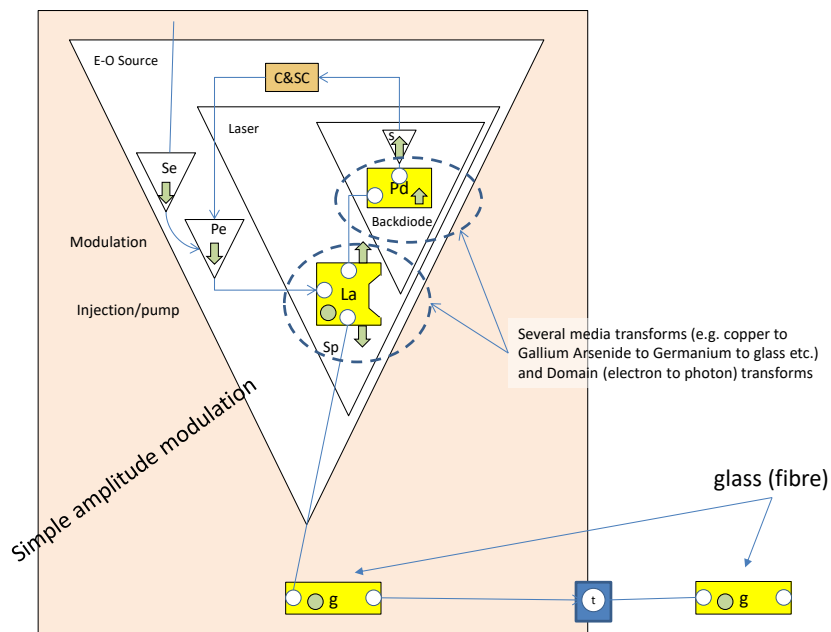 E-O Source
C&SC
Laser
S
Se
Pd
Backdiode
Pe
Modulation
La
Injection/pump
Sp
Several media transforms (e.g. copper to
Gallium Arsenide to Germanium to glass etc.)
and Domain (electron to photon) transforms
Simple amplitude modulation
glass (fibre)
g
t
g